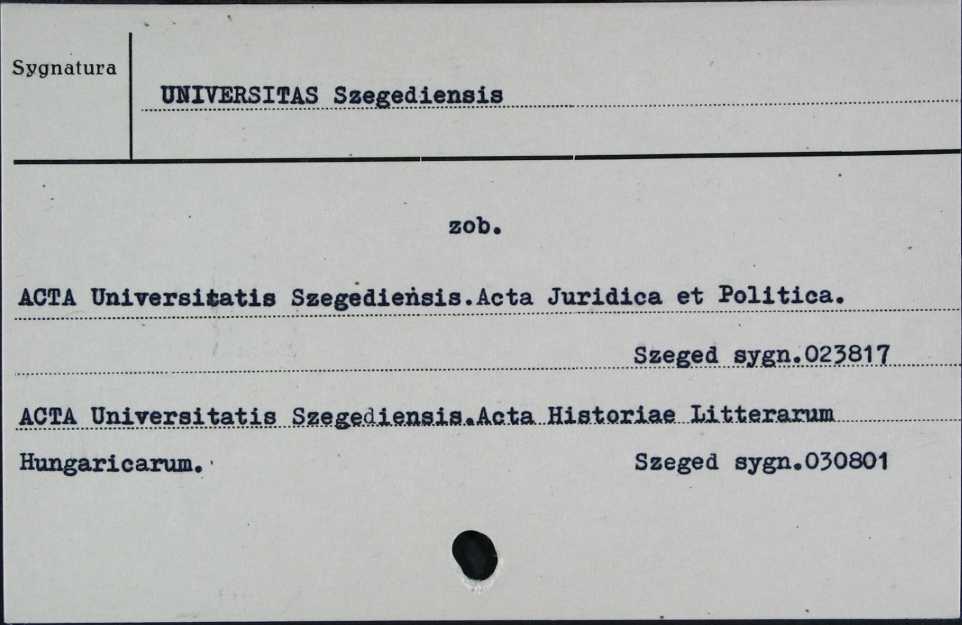 Sygnatura
UNIVERSITAS Szegediensis
zob.
ACTA Universitatis Szegediensis.Acta Juridica et Politica.
Szeged sygn.023817
ACTA Universitatis Szegediensis.Acta Historiae Litterarum
Hungaricarum. Szeged sygn.030801